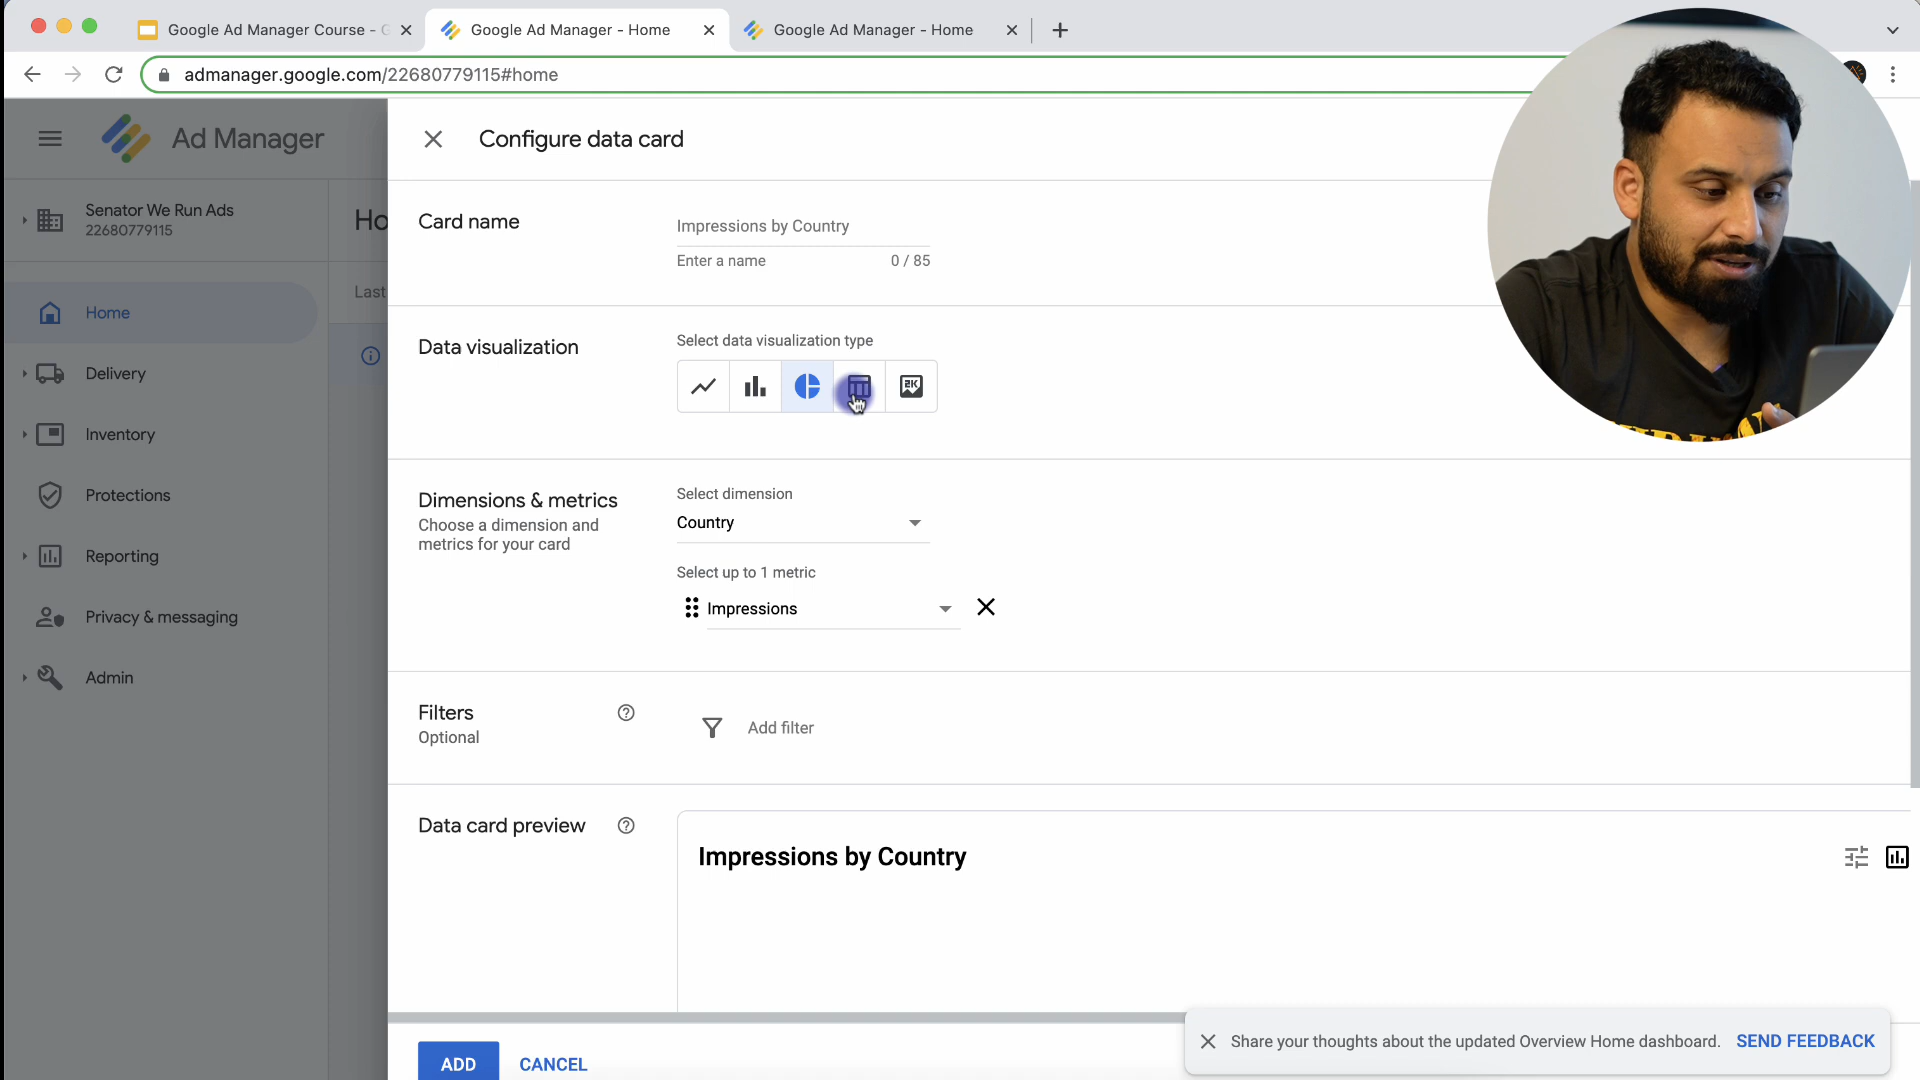 Google Ad Manager Course - G
Google Ad Manager - Home
Google Ad Manager - Home
admanager.google.com/22680779115#home
Ad Manager
Configure data card
Senator We Run Ads
22680779115
Ho
Last
Home
Delivery
Inventory
Protections
Reporting
Privacy & messaging
Admin
Card name
Impressions by Country
Enter a name 0 / 85
Data visualization
Select data visualization type
2K
Dimensions & metrics
Choose a dimension and
metrics for your card
Select dimension
Country
Select up to 1 metric
Impressions
Filters
Optional
Add filter
Data card preview
Impressions by Country
ADD CANCEL
Share your thoughts about the updated Overview Home dashboard. SEND FEEDBACK